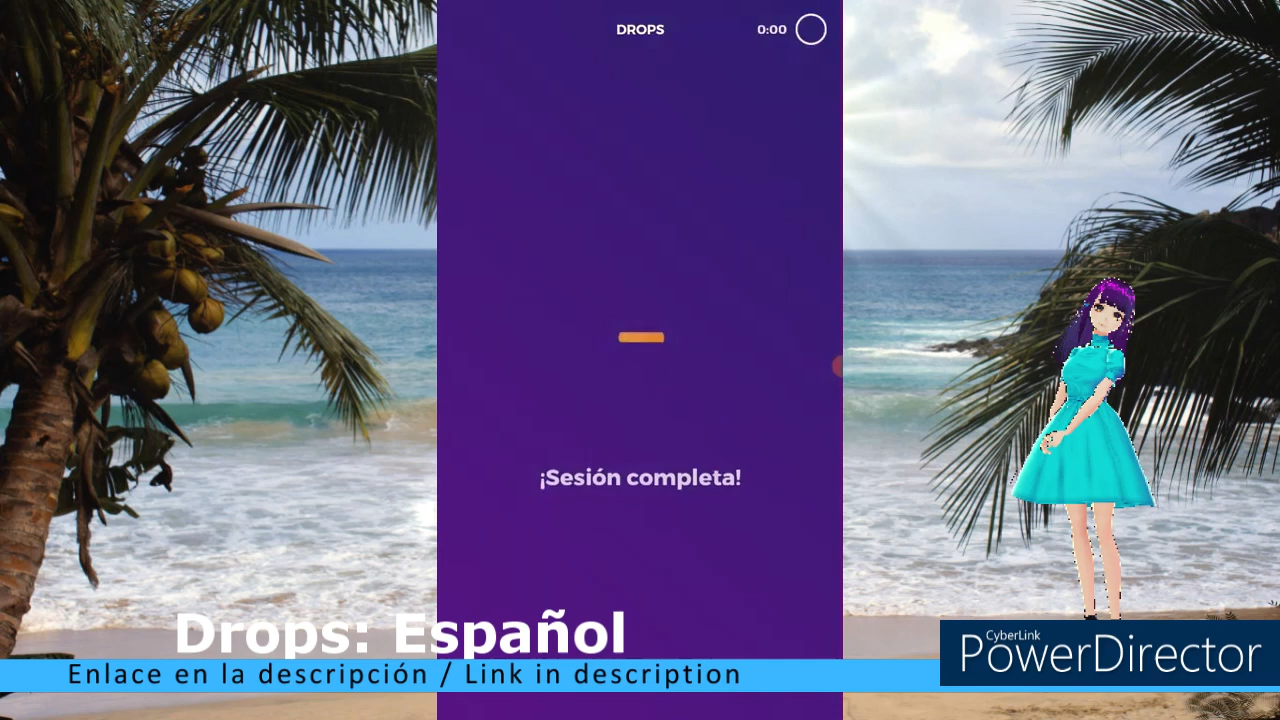 DROPS
0:00
¡Sesión completa!
Drops: Español
Enlace en la descripción / Link in description
CyberLink
PowerDirector